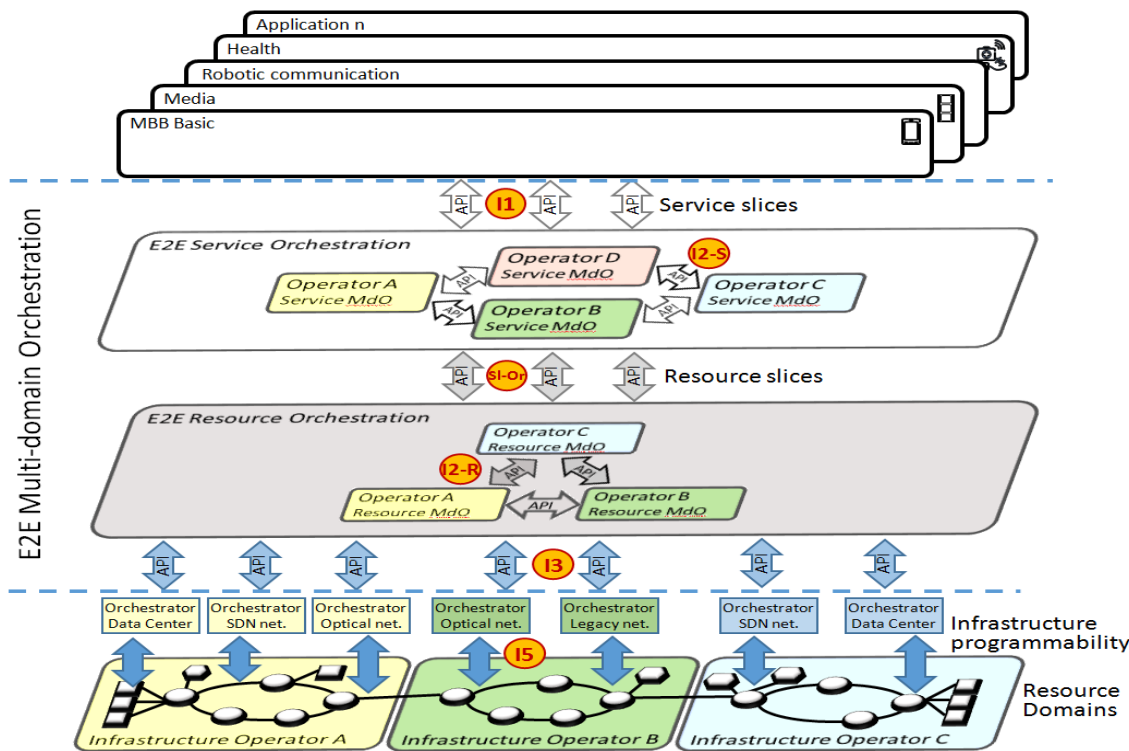 Application n
Health
Robotic communication
Media
MBB Basic
API
I1
API
API
Service slices
E2E Multi-domain Orchestration
E2E Service Orchestration
Operator D
Service MdO
I2-S
Operator A
Service MdO
API
API
Operator C
Service MdO
API
Operator B
Service MdO
API
API
Sl-Or
API
API
Resource slices
E2E Resource Orchestration
Operator C
Resource MdO
I2-R
API
API
Operator A
Resource MdO
API
Operator B
Resource MdO
API
API
API
API
I3
API
API
API
Orchestrator
Data Center
Orchestrator
SDN net.
Orchestrator
Optical net.
Orchestrator
Optical net.
Orchestrator
Legacy net.
Orchestrator
SDN net.
Orchestrator
Data Center
Infrastructure
programmability
I5
Resource
Domains
Infrastructure Operator A
Infrastructure Operator B
Infrastructure Operator C